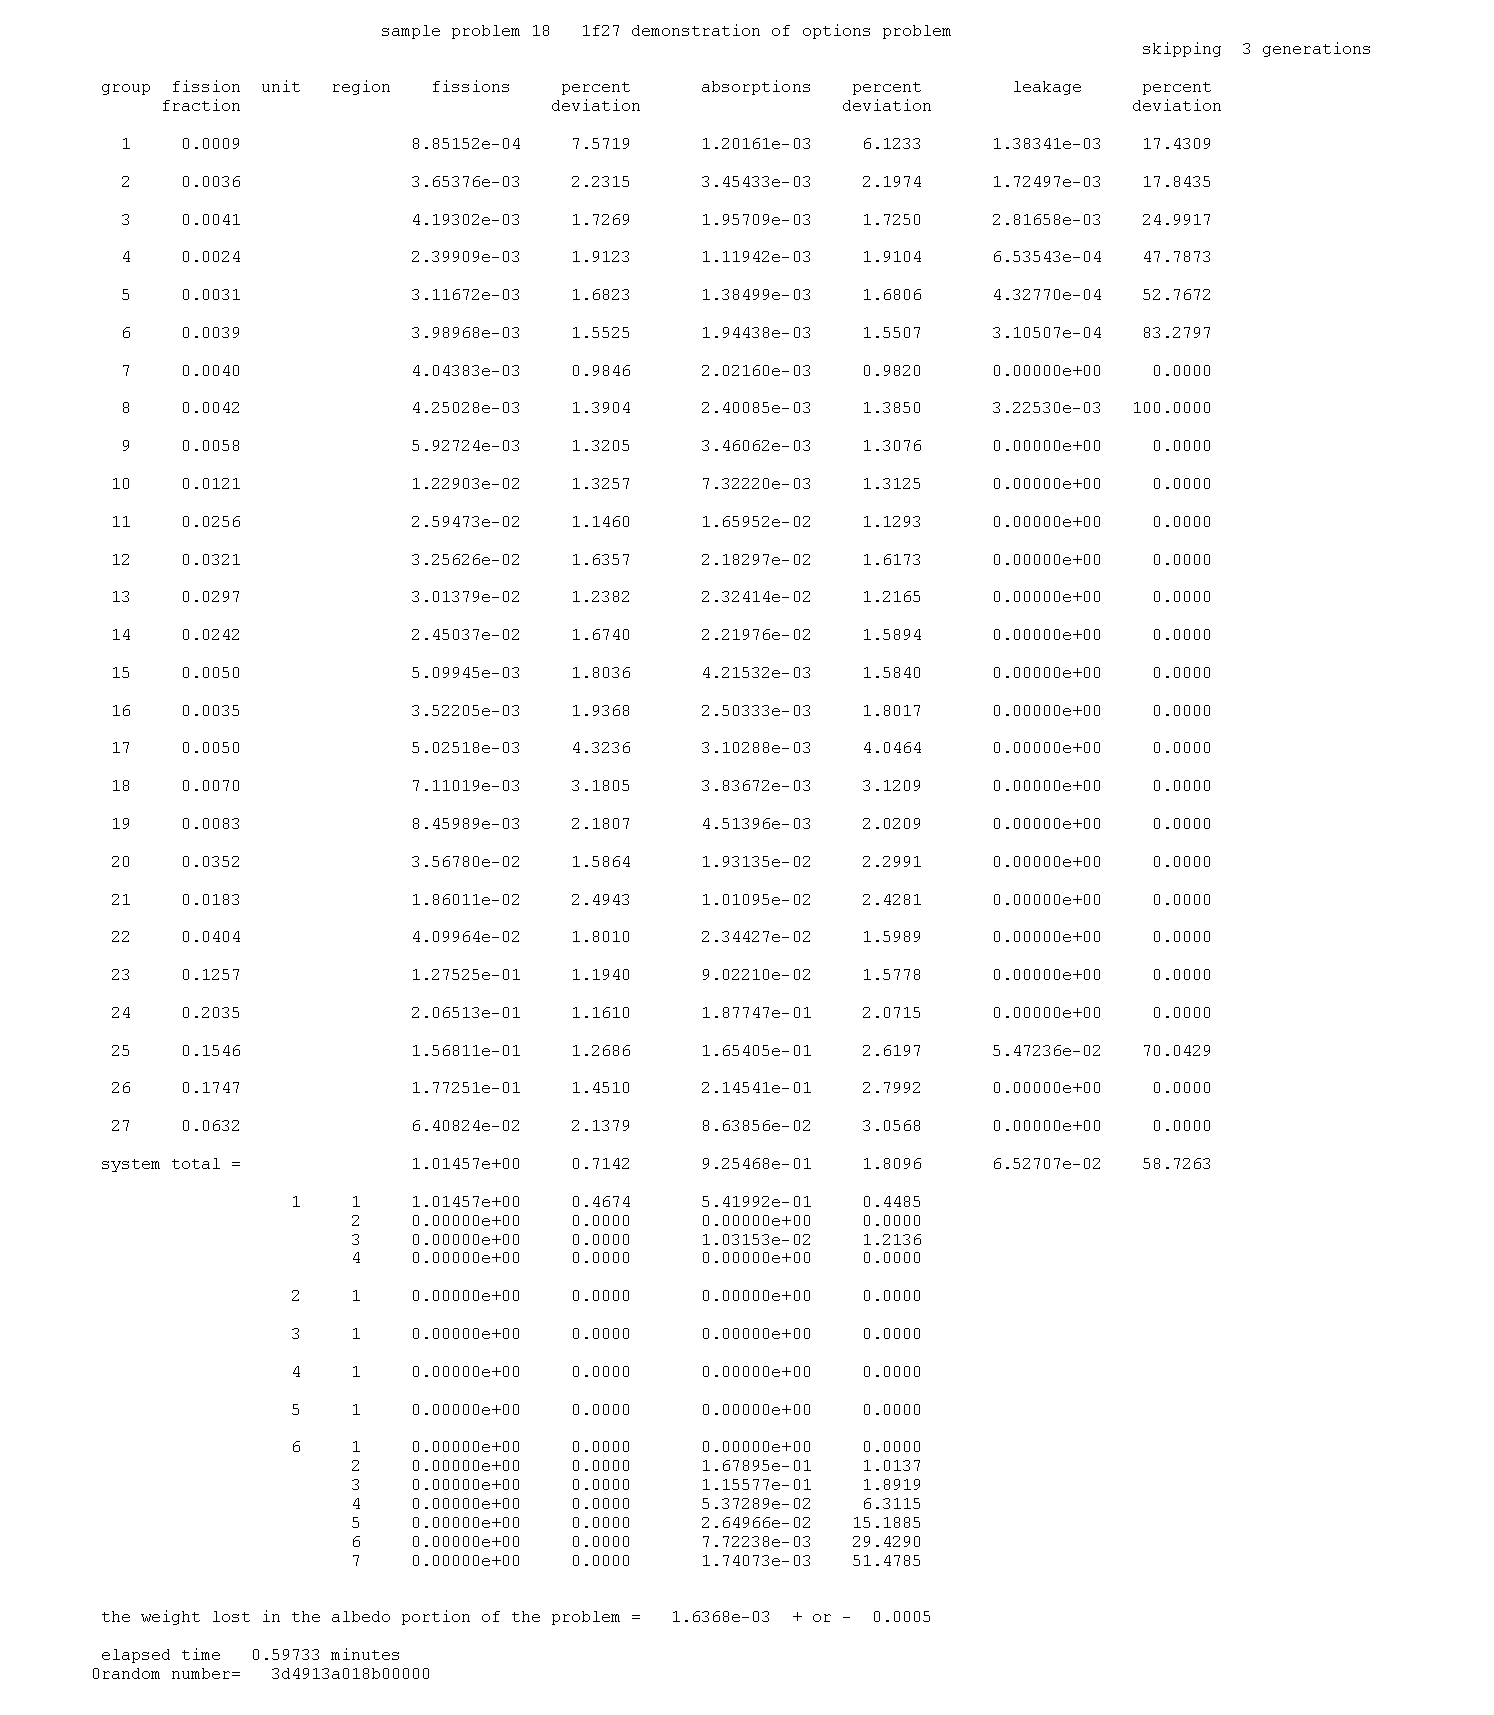 sample problem 18   1f27 demonstration of options problem
skipping  3 generations
group  fission  unit   region    fissions     percent       absorptions    percent         leakage      percent
fraction                               deviation                    deviation                    deviation
1     0.0009                 8.85152e-04     7.5719       1.20161e-03     6.1233       1.38341e-03    17.4309
2     0.0036                 3.65376e-03     2.2315       3.45433e-03     2.1974       1.72497e-03    17.8435
3     0.0041                 4.19302e-03     1.7269       1.95709e-03     1.7250       2.81658e-03    24.9917
4     0.0024                 2.39909e-03     1.9123       1.11942e-03     1.9104       6.53543e-04    47.7873
5     0.0031                 3.11672e-03     1.6823       1.38499e-03     1.6806       4.32770e-04    52.7672
6     0.0039                 3.98968e-03     1.5525       1.94438e-03     1.5507       3.10507e-04    83.2797
7     0.0040                 4.04383e-03     0.9846       2.02160e-03     0.9820       0.00000e+00     0.0000
8     0.0042                 4.25028e-03     1.3904       2.40085e-03     1.3850       3.22530e-03   100.0000
9     0.0058                 5.92724e-03     1.3205       3.46062e-03     1.3076       0.00000e+00     0.0000
10     0.0121                 1.22903e-02     1.3257       7.32220e-03     1.3125       0.00000e+00     0.0000
11     0.0256                 2.59473e-02     1.1460       1.65952e-02     1.1293       0.00000e+00     0.0000
12     0.0321                 3.25626e-02     1.6357       2.18297e-02     1.6173       0.00000e+00     0.0000
13     0.0297                 3.01379e-02     1.2382       2.32414e-02     1.2165       0.00000e+00     0.0000
14     0.0242                 2.45037e-02     1.6740       2.21976e-02     1.5894       0.00000e+00     0.0000
15     0.0050                 5.09945e-03     1.8036       4.21532e-03     1.5840       0.00000e+00     0.0000
16     0.0035                 3.52205e-03     1.9368       2.50333e-03     1.8017       0.00000e+00     0.0000
17     0.0050                 5.02518e-03     4.3236       3.10288e-03     4.0464       0.00000e+00     0.0000
18     0.0070                 7.11019e-03     3.1805       3.83672e-03     3.1209       0.00000e+00     0.0000
19     0.0083                 8.45989e-03     2.1807       4.51396e-03     2.0209       0.00000e+00     0.0000
20     0.0352                 3.56780e-02     1.5864       1.93135e-02     2.2991       0.00000e+00     0.0000
21     0.0183                 1.86011e-02     2.4943       1.01095e-02     2.4281       0.00000e+00     0.0000
22     0.0404                 4.09964e-02     1.8010       2.34427e-02     1.5989       0.00000e+00     0.0000
23     0.1257                 1.27525e-01     1.1940       9.02210e-02     1.5778       0.00000e+00     0.0000
24     0.2035                 2.06513e-01     1.1610       1.87747e-01     2.0715       0.00000e+00     0.0000
25     0.1546                 1.56811e-01     1.2686       1.65405e-01     2.6197       5.47236e-02    70.0429
26     0.1747                 1.77251e-01     1.4510       2.14541e-01     2.7992       0.00000e+00     0.0000
27     0.0632                 6.40824e-02     2.1379       8.63856e-02     3.0568       0.00000e+00     0.0000
system total =                 1.01457e+00     0.7142       9.25468e-01     1.8096       6.52707e-02    58.7263
1     1     1.01457e+00     0.4674       5.41992e-01     0.4485
2     0.00000e+00     0.0000       0.00000e+00     0.0000
3     0.00000e+00     0.0000       1.03153e-02     1.2136
4     0.00000e+00     0.0000       0.00000e+00     0.0000
2     1     0.00000e+00     0.0000       0.00000e+00     0.0000
3     1     0.00000e+00     0.0000       0.00000e+00     0.0000
4     1     0.00000e+00     0.0000       0.00000e+00     0.0000
5     1     0.00000e+00     0.0000       0.00000e+00     0.0000
6     1     0.00000e+00     0.0000       0.00000e+00     0.0000
2     0.00000e+00     0.0000       1.67895e-01     1.0137
3     0.00000e+00     0.0000       1.15577e-01     1.8919
4     0.00000e+00     0.0000       5.37289e-02     6.3115
5     0.00000e+00     0.0000       2.64966e-02    15.1885
6     0.00000e+00     0.0000       7.72238e-03    29.4290
7     0.00000e+00     0.0000       1.74073e-03    51.4785
the weight lost in the albedo portion of the problem =   1.6368e-03  + or -  0.0005
elapsed time   0.59733 minutes
0random number=   3d4913a018b00000